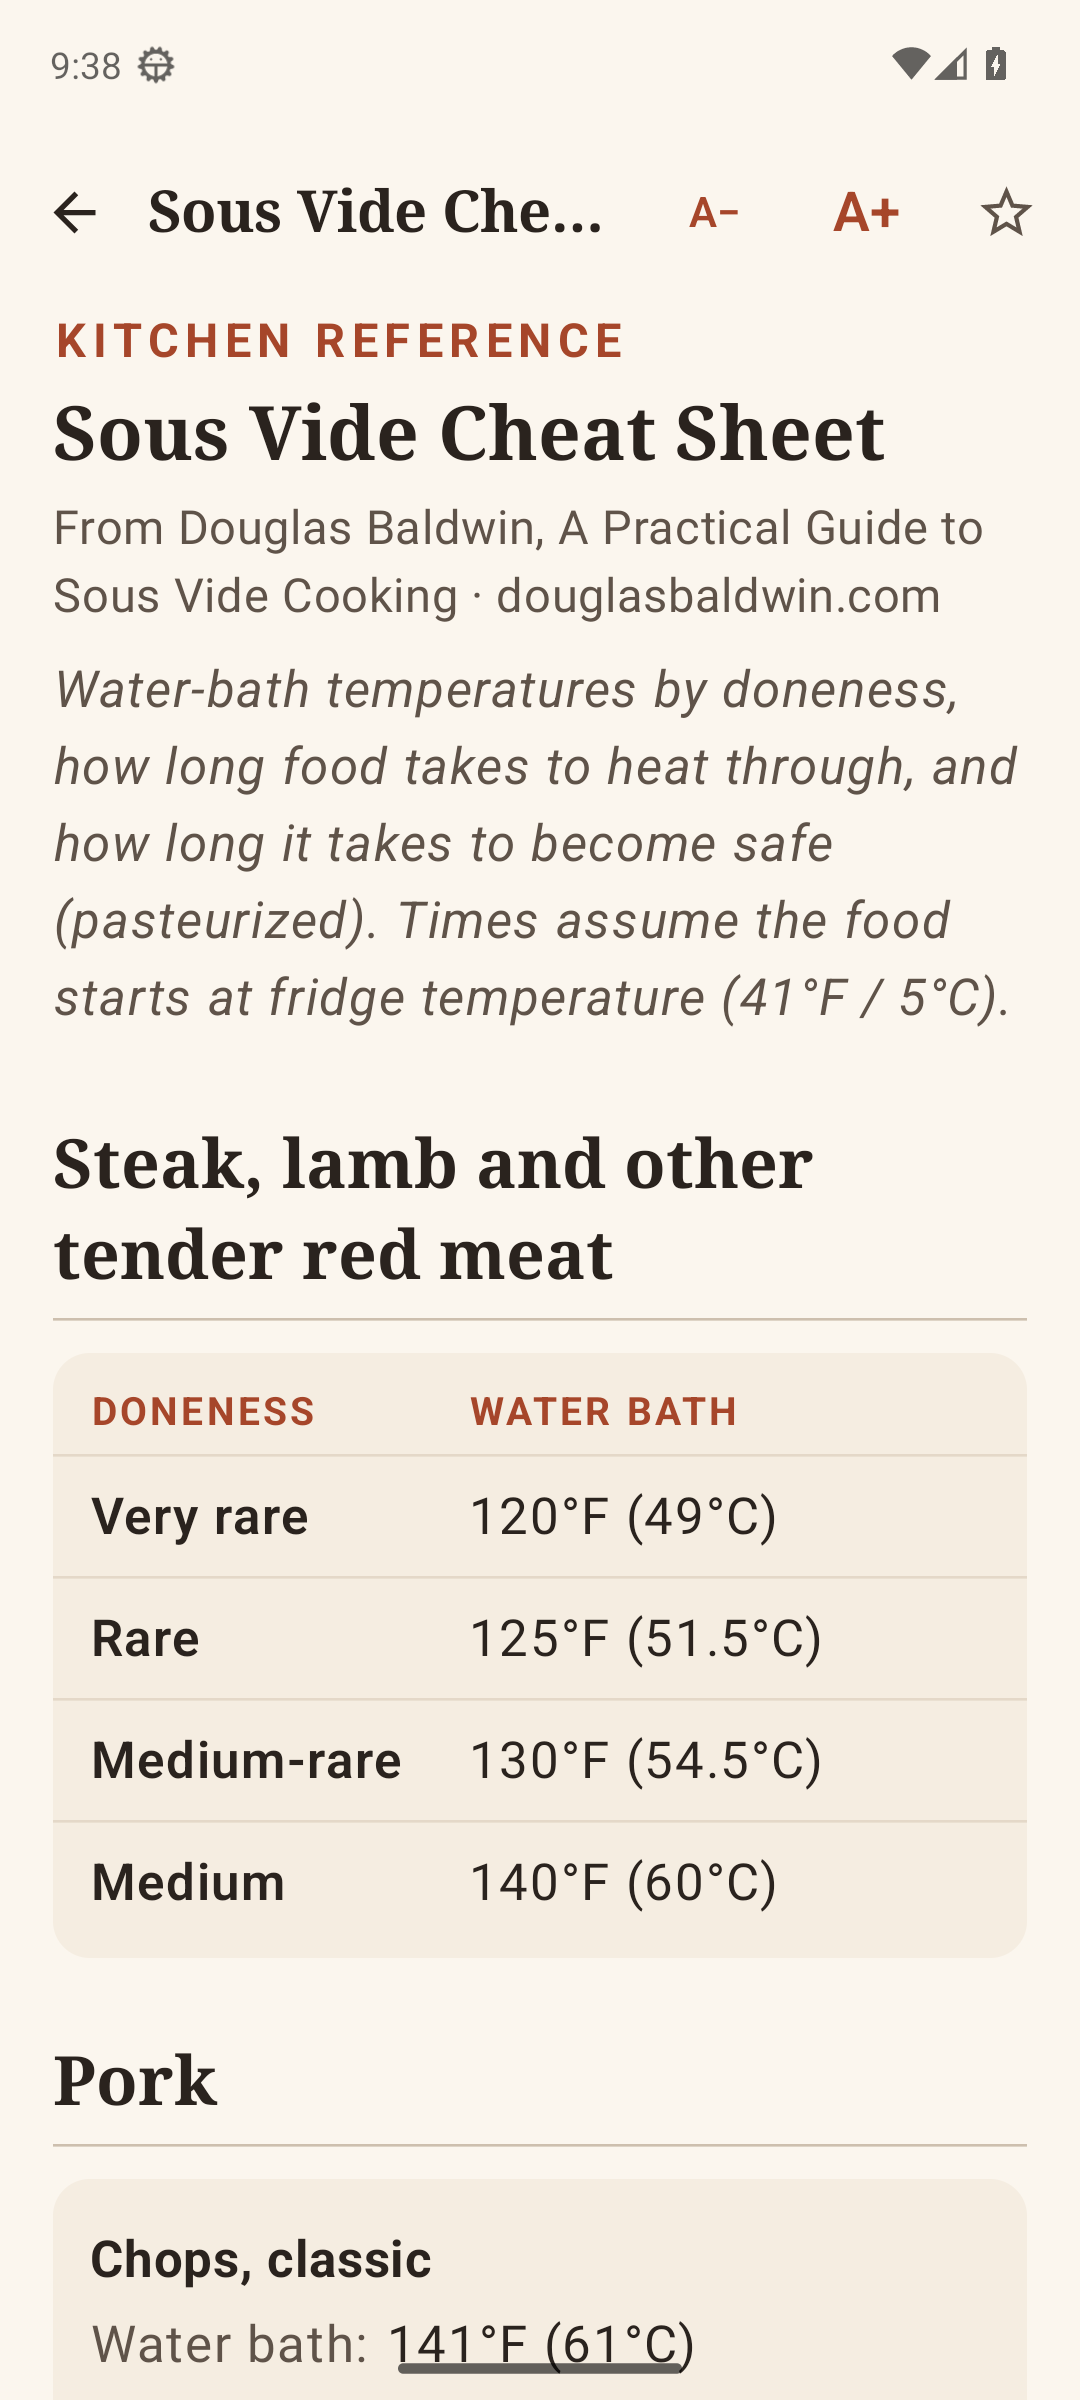 9:38
Sous Vide Che...
A−
A+
KITCHEN REFERENCE
Sous Vide Cheat Sheet
From Douglas Baldwin, A Practical Guide to
Sous Vide Cooking · douglasbaldwin.com
Water-bath temperatures by doneness,
how long food takes to heat through, and
how long it takes to become safe
(pasteurized). Times assume the food
starts at fridge temperature (41°F / 5°C).
Steak, lamb and other
tender red meat
DONENESS WATER BATH
Very rare 120°F (49°C)
Rare 125°F (51.5°C)
Medium-rare 130°F (54.5°C)
Medium 140°F (60°C)
Pork
Chops, classic
Water bath: 141°F (61°C)